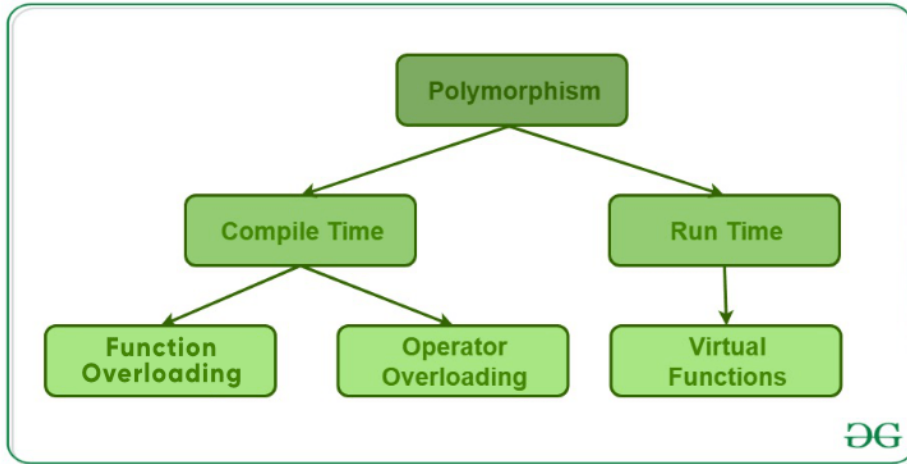 Polymorphism
Compile Time
Run Time
Function
Overloading
Operator
Overloading
Virtual
Functions
GG